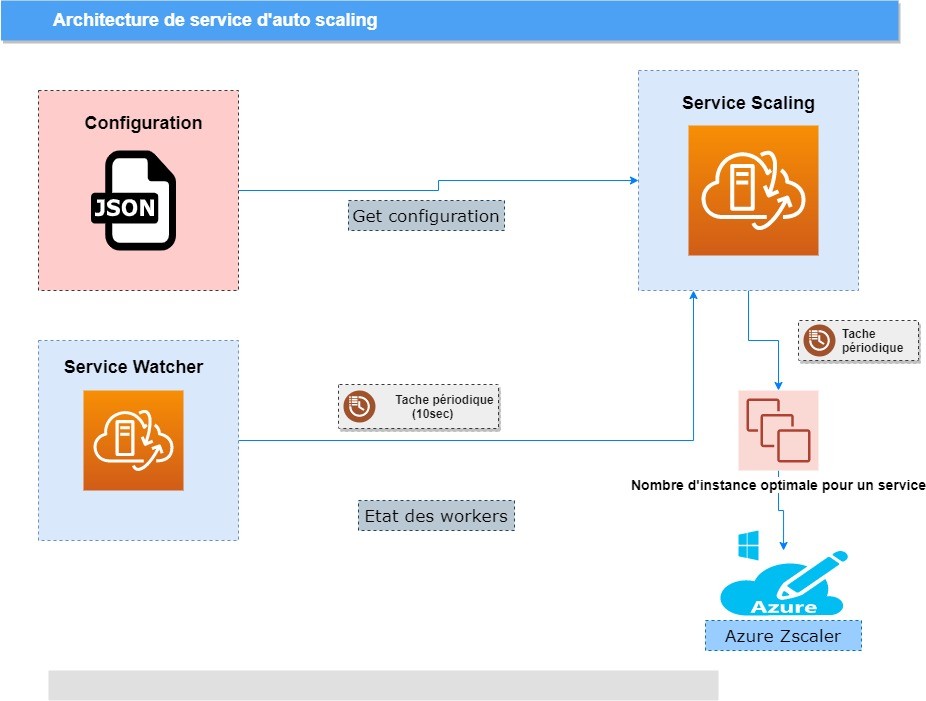 Architecture de service d'auto scaling
Configuration
JSON
Get configuration
Service Scaling
Service Watcher
Tache périodique
(10sec)
Etat des workers
Tache
périodique
Nombre d'instance optimale pour un service
Azure
Azure Zscaler